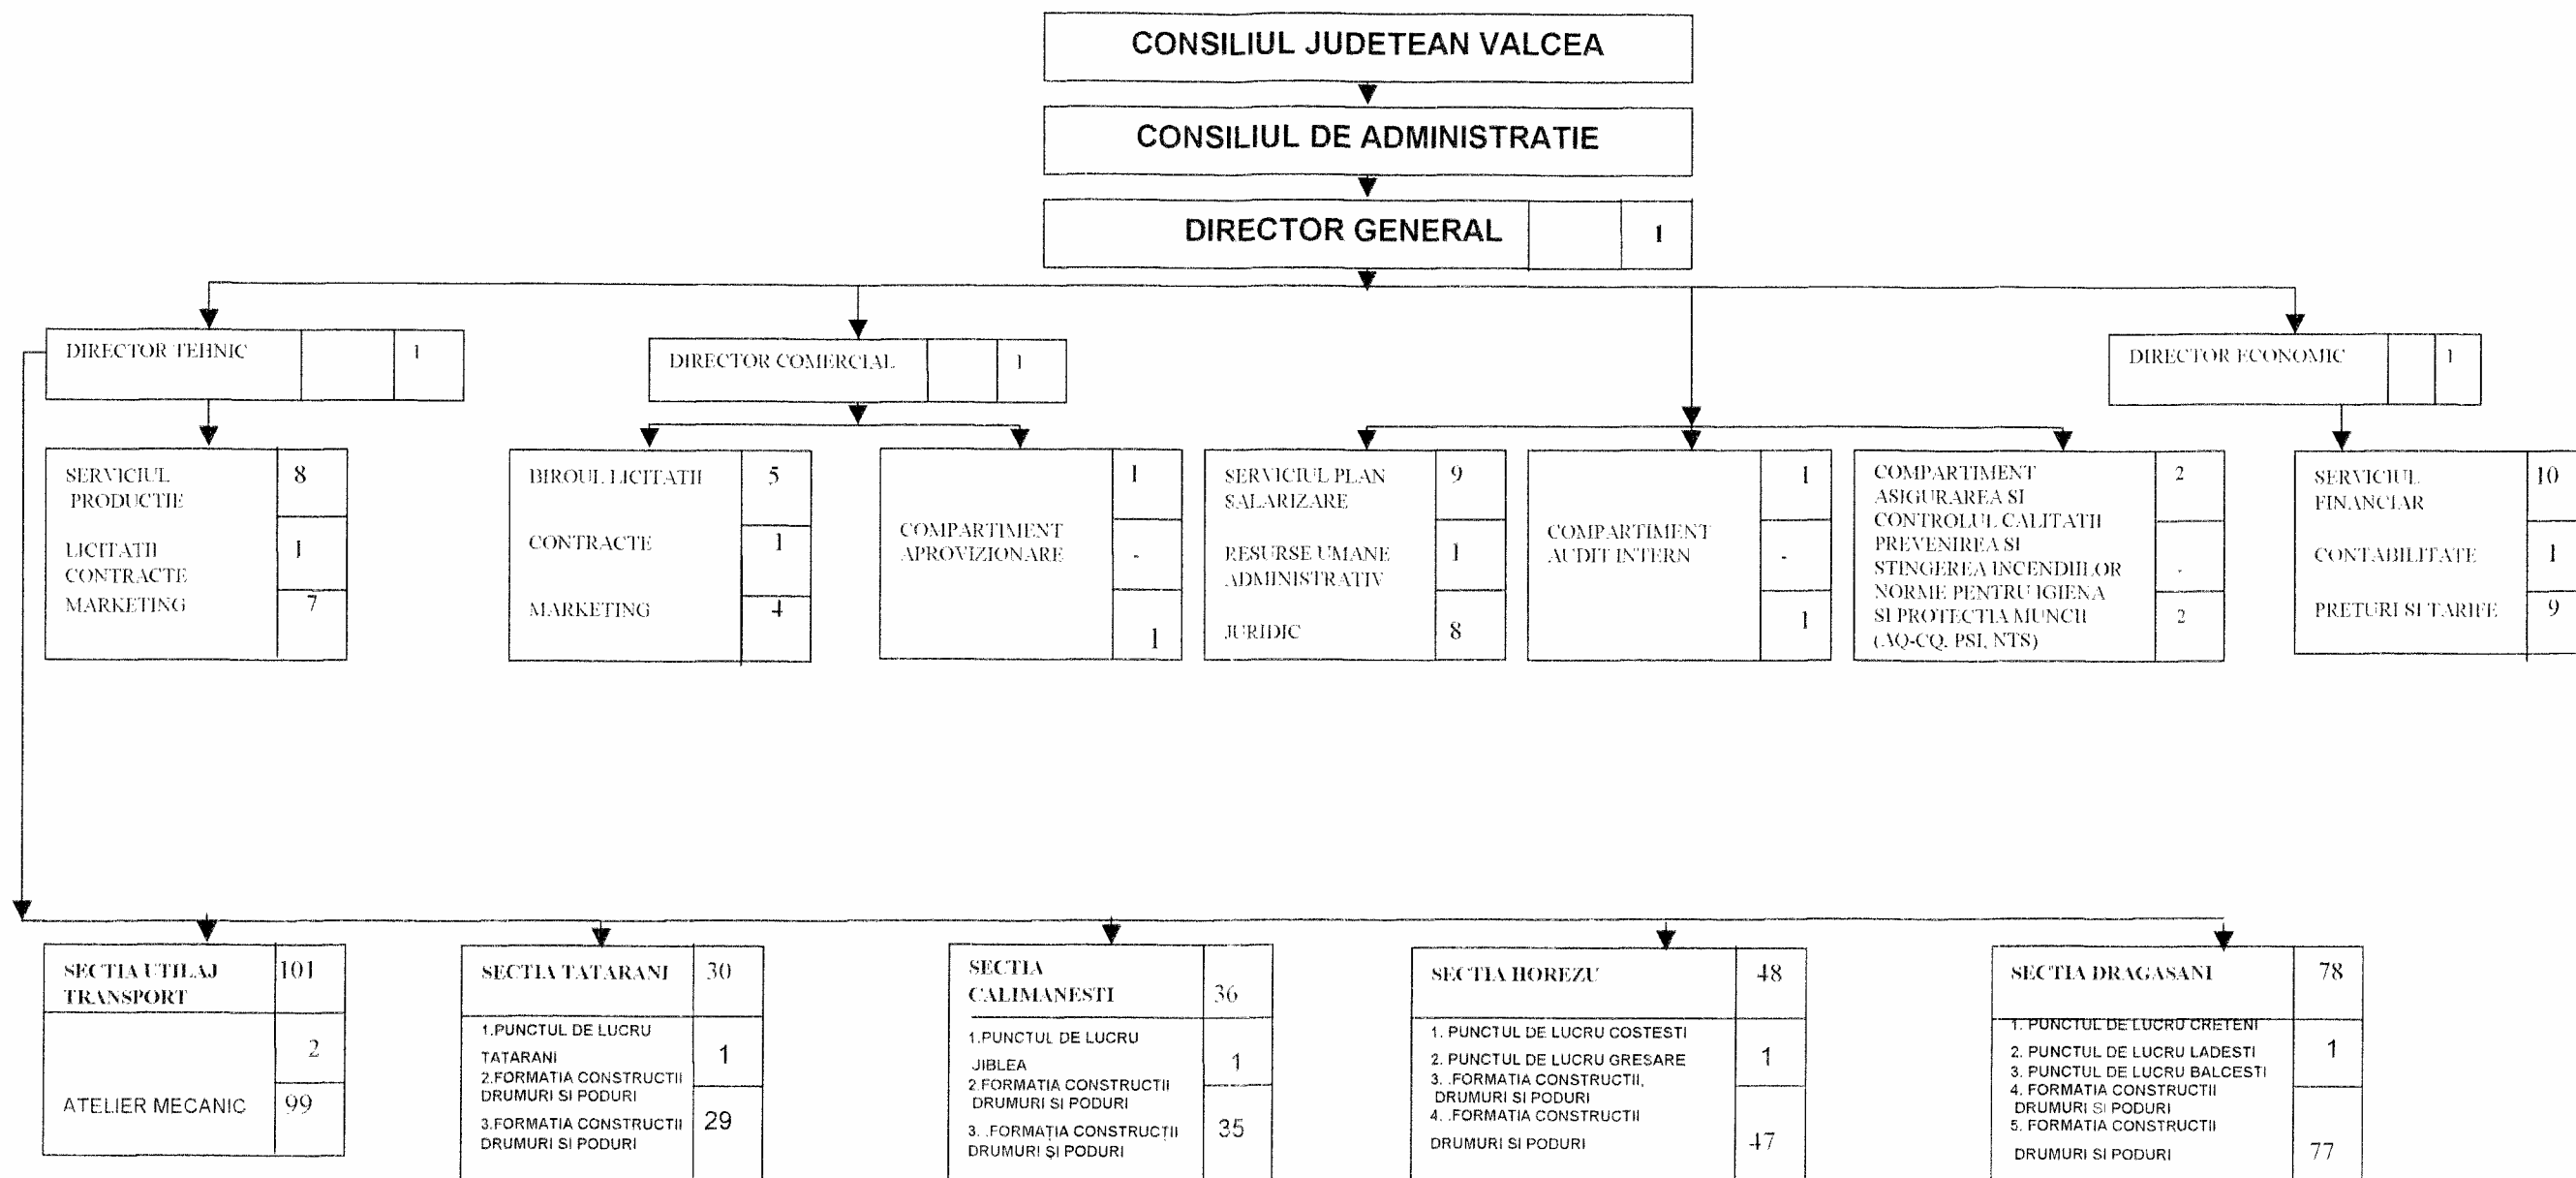 CONSILIUL JUDETEAN VALCEA
CONSILIUL DE ADMINISTRATIE
DIRECTOR GENERAL 1
DIRECTOR TEHNIC 1
DIRECTOR COMERCIAL 1
DIRECTOR ECONOMIC 1
SERVICIUL 8
PRODUCTIE
LICITATII 1
CONTRACTE
MARKETING 7
BIROUL LICITATII 5
CONTRACTE 1
MARKETING 4
1
COMPARTIMENT
APROVIZIONARE -
1
SERVICIUL PLAN 9
SALARIZARE
RESURSE UMANE 1
ADMINISTRATIV
JURIDIC 8
1
COMPARTIMENT
AUDIT INTERN -
1
COMPARTIMENT 2
ASIGURAREA SI
CONTROLUL CALITATII
PREVENIREA SI
STINGEREA INCENDIILOR -
NORME PENTRU IGIENA
SI PROTECTIA MUNCII 2
(AQ-CQ, PSI, NTS)
SERVICIUL 10
FINANCIAR
CONTABILITATE 1
PRETURI SI TARIFE 9
SECTIA UTILAJ 101
TRANSPORT
2
ATELIER MECANIC 99
SECTIA TATARANI 30
1.PUNCTUL DE LUCRU
TATARANI 1
2.FORMATIA CONSTRUCTII
DRUMURI SI PODURI
3.FORMATIA CONSTRUCTII 29
DRUMURI SI PODURI
SECTIA
CALIMANESTI 36
1.PUNCTUL DE LUCRU
JIBLEA 1
2.FORMATIA CONSTRUCTII
DRUMURI SI PODURI
3. .FORMAŢIA CONSTRUCŢII 35
DRUMURI ŞI PODURI
SECTIA HOREZU 48
1. PUNCTUL DE LUCRU COSTESTI
2. PUNCTUL DE LUCRU GRESARE 1
3. .FORMATIA CONSTRUCTII,
DRUMURI SI PODURI
4. .FORMATIA CONSTRUCTII
DRUMURI SI PODURI 47
SECTIA DRAGASANI 78
1. PUNCTUL DE LUCRU CRETENI
2. PUNCTUL DE LUCRU LADESTI 1
3. PUNCTUL DE LUCRU BALCESTI
4. FORMATIA CONSTRUCTII
DRUMURI SI PODURI
5. FORMATIA CONSTRUCTII
DRUMURI SI PODURI 77